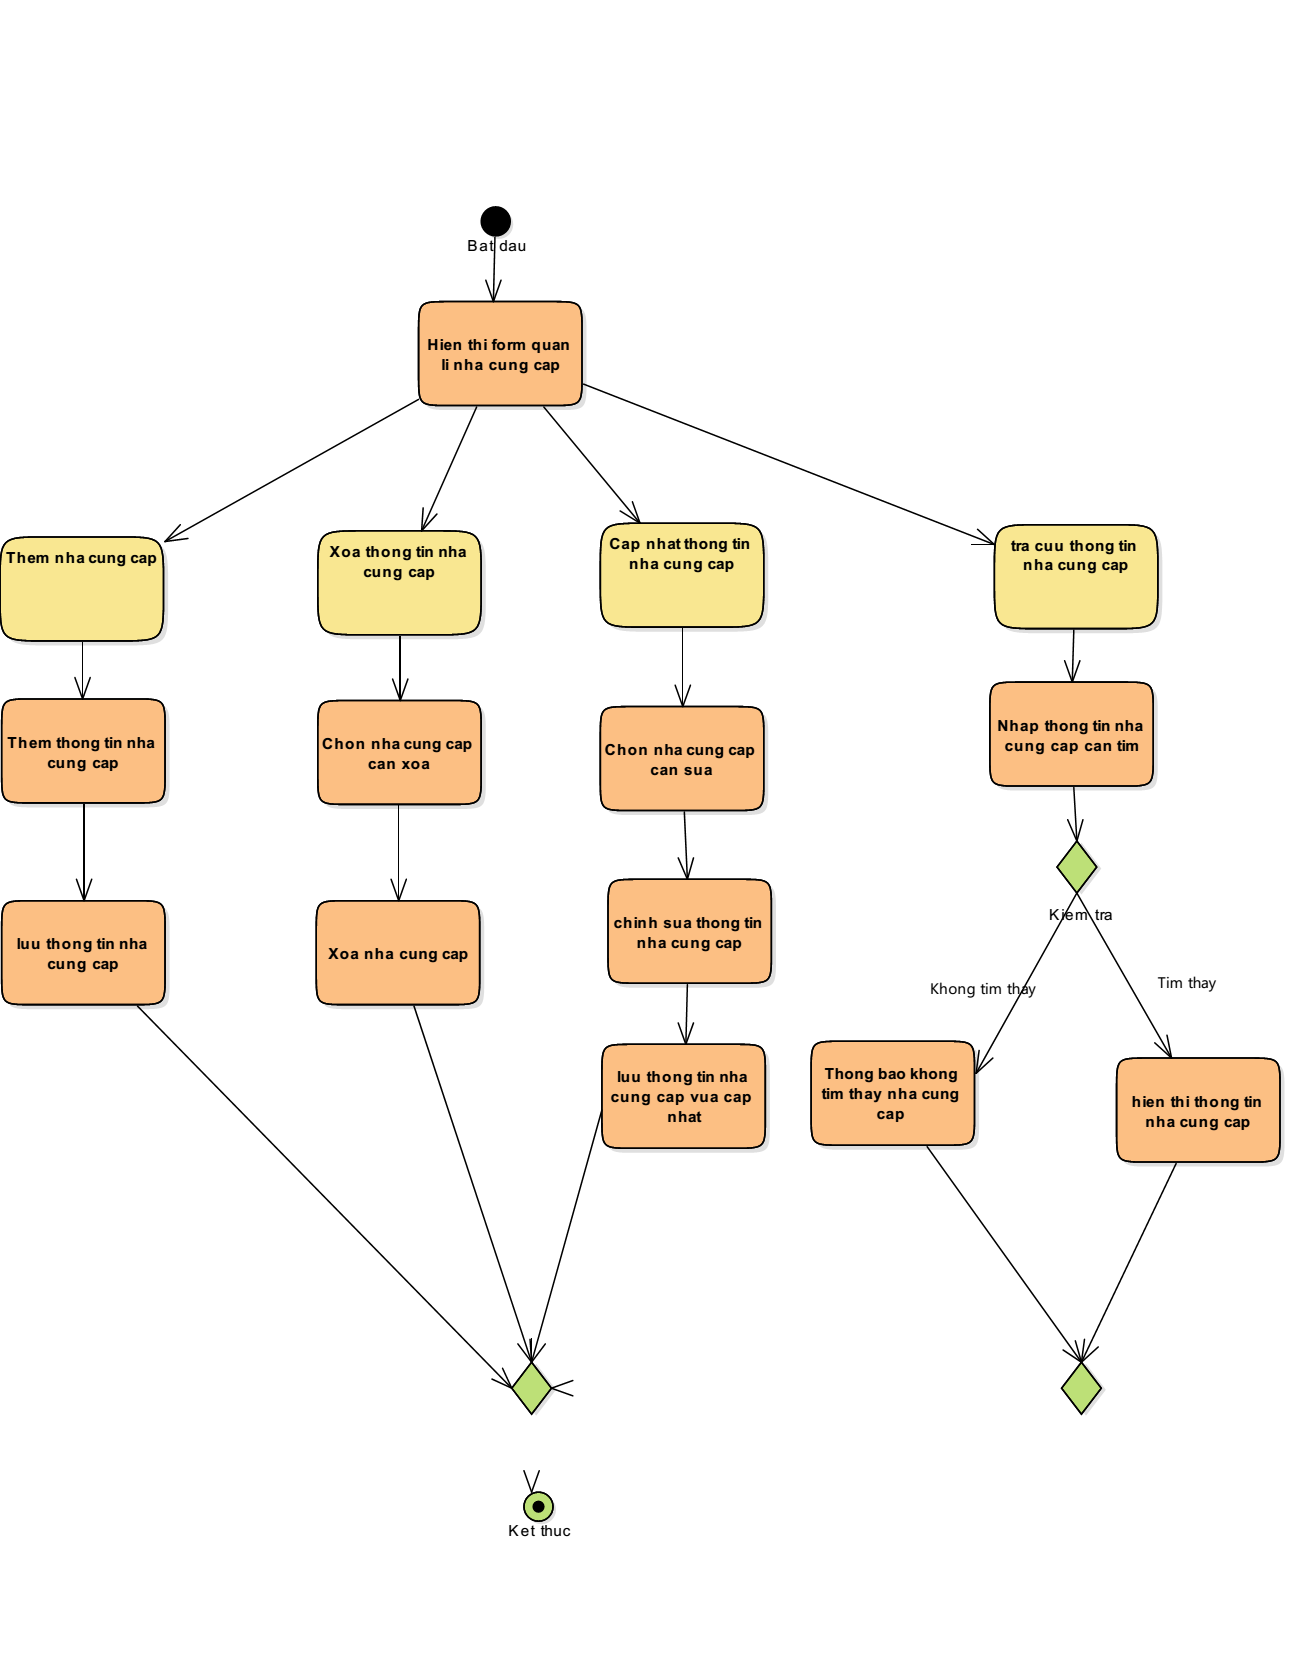 Bat dau
Hien thi form quan
li nha cung cap
Them nha cung cap
Xoa thong tin nha
cung cap
Cap nhat thong tin
nha cung cap
tra cuu thong tin
nha cung cap
Them thong tin nha
cung cap
Chon nha cung cap
can xoa
Chon nha cung cap
can sua
Nhap thong tin nha
cung cap can tim
Kiem tra
luu thong tin nha
cung cap
Xoa nha cung cap
chinh sua thong tin
nha cung cap
Khong tim thay
Tim thay
luu thong tin nha
cung cap vua cap
nhat
Thong bao khong
tim thay nha cung
cap
hien thi thong tin
nha cung cap
Ket thuc